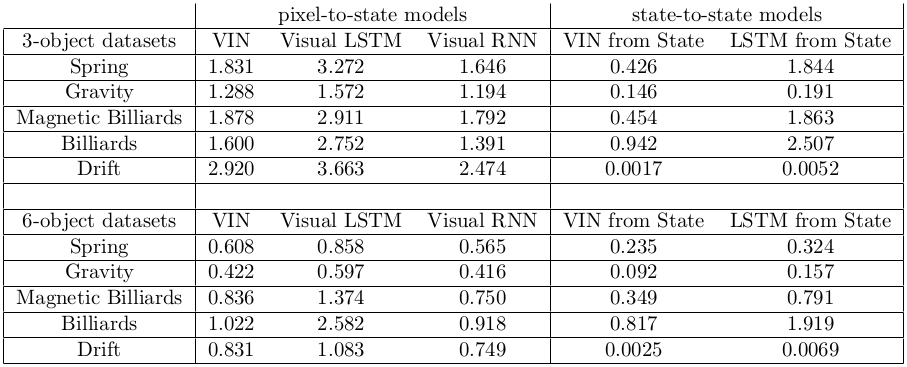 pixel-to-state models state-to-state models
3-object datasets VIN Visual LSTM Visual RNN VIN from State LSTM from State
Spring 1.831 3.272 1.646 0.426 1.844
Gravity 1.288 1.572 1.194 0.146 0.191
Magnetic Billiards 1.878 2.911 1.792 0.454 1.863
Billiards 1.600 2.752 1.391 0.942 2.507
Drift 2.920 3.663 2.474 0.0017 0.0052
6-object datasets VIN Visual LSTM Visual RNN VIN from State LSTM from State
Spring 0.608 0.858 0.565 0.235 0.324
Gravity 0.422 0.597 0.416 0.092 0.157
Magnetic Billiards 0.836 1.374 0.750 0.349 0.791
Billiards 1.022 2.582 0.918 0.817 1.919
Drift 0.831 1.083 0.749 0.0025 0.0069